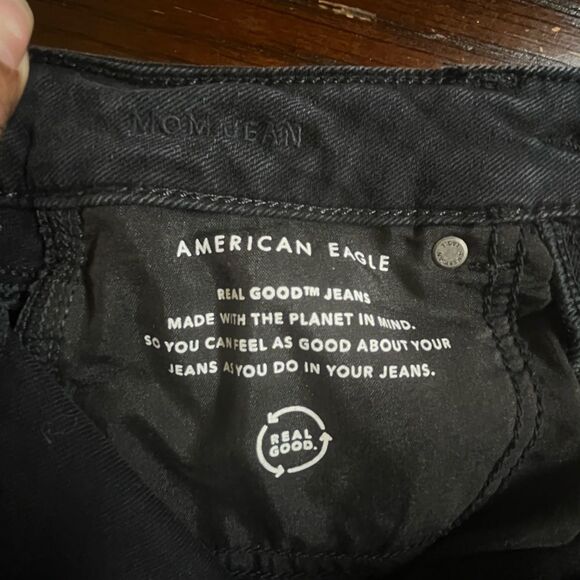 MOM JEAN
AMERICAN EAGLE
REAL GOOD™ JEANS
MADE WITH THE PLANET IN MIND.
SO YOU CAN FEEL AS GOOD ABOUT YOUR
JEANS AS YOU DO IN YOUR JEANS.
REAL
GOOD.